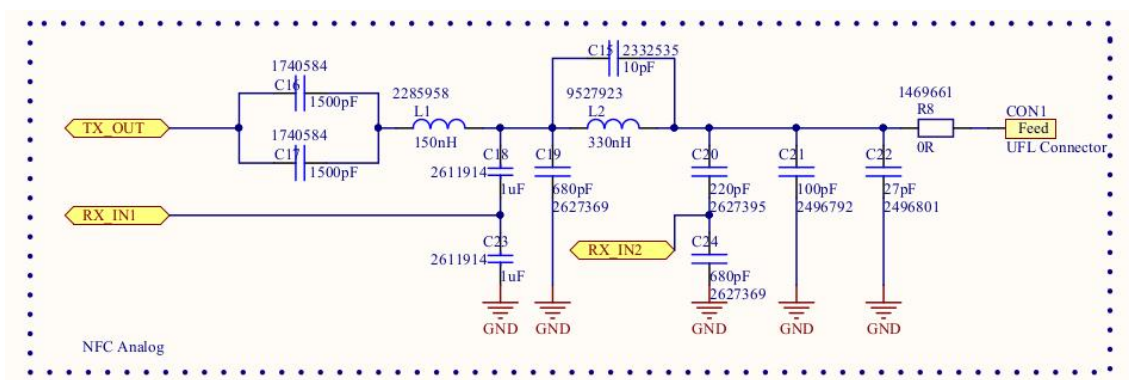 C15 2332535
10pF
1740584
C16
1500pF
2285958
L1
150nH
9527923
L2
330nH
1469661
R8
0R
CON1
Feed
UFL Connector
TX_OUT
1740584
C17
1500pF
C18
2611914
1uF
C19
680pF
2627369
C20
220pF
2627395
C21
100pF
2496792
C22
27pF
2496801
RX_IN1
C23
2611914
1uF
RX_IN2
C24
680pF
2627369
GND
GND
GND
GND
GND
NFC Analog